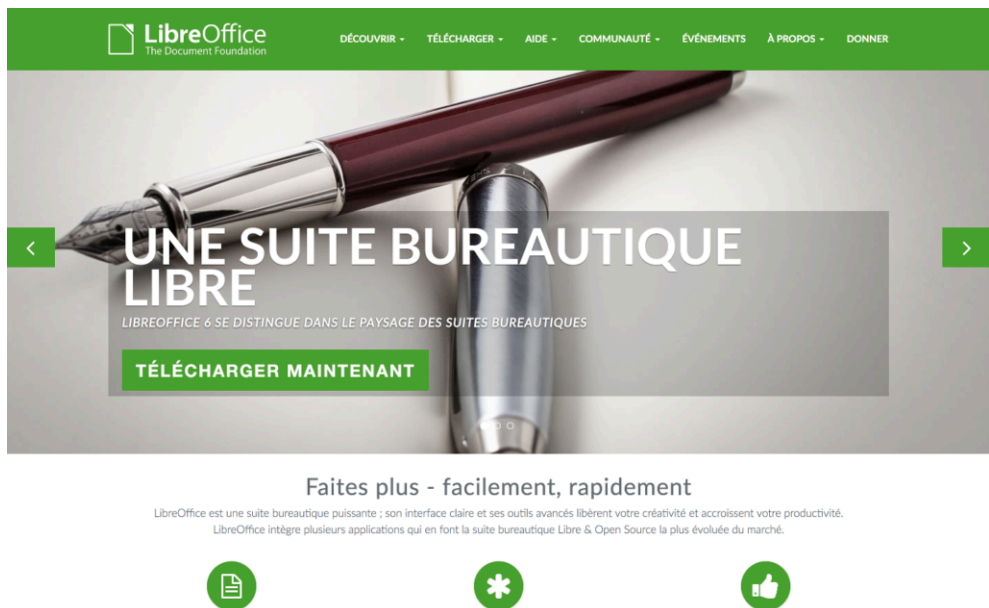 LibreOffice
The Document Foundation
DÉCOUVRIR
TÉLÉCHARGER
AIDE
COMMUNAUTÉ
ÉVÉNEMENTS
À PROPOS
DONNER
UNE SUITE BUREAUTIQUE
LIBRE
LIBREOFFICE 6 SE DISTINGUE DANS LE PAYSAGE DES SUITES BUREAUTIQUES
TÉLÉCHARGER MAINTENANT
Faites plus - facilement, rapidement
LibreOffice est une suite bureautique puissante ; son interface claire et ses outils avancés libèrent votre créativité et accroissent votre productivité.
LibreOffice intègre plusieurs applications qui en font la suite bureautique Libre & Open Source la plus évoluée du marché.